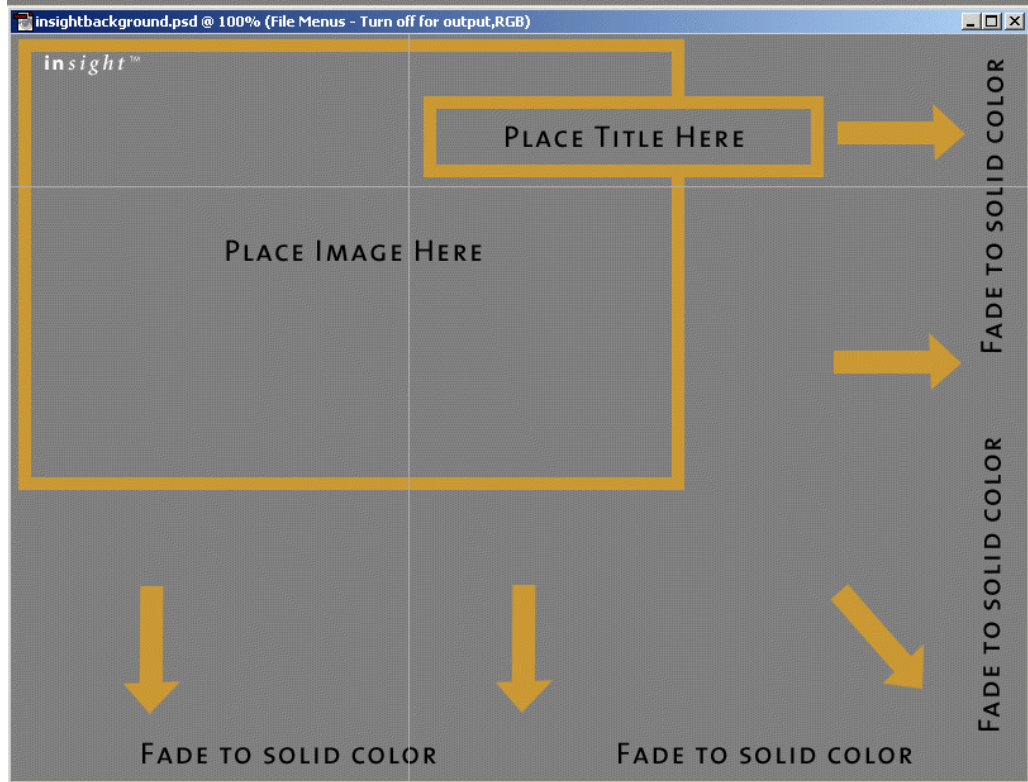 insightbackground.psd @ 100% (File Menus - Turn off for output,RGB)
insight™
PLACE TITLE HERE
FADE TO SOLID COLOR
PLACE IMAGE HERE
FADE TO SOLID COLOR
FADE TO SOLID COLOR
FADE TO SOLID COLOR